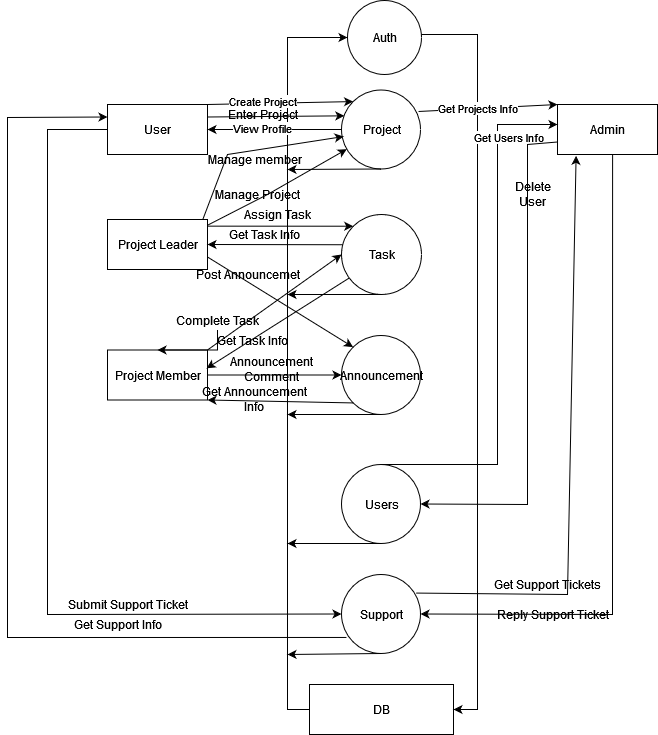 Auth
Create Project
Enter Project
View Profile
User
Project
Get Projects Info
Admin
Get Users Info
Manage member
Manage Project
Delete
User
Assign Task
Get Task Info
Project Leader
Task
Post Announcemet
Complete Task
Get Task Info
Announcement
Comment
Project Member
Announcement
Get Announcement
Info
Users
Get Support Tickets
Submit Support Ticket
Support
Reply Support Ticket
Get Support Info
DB